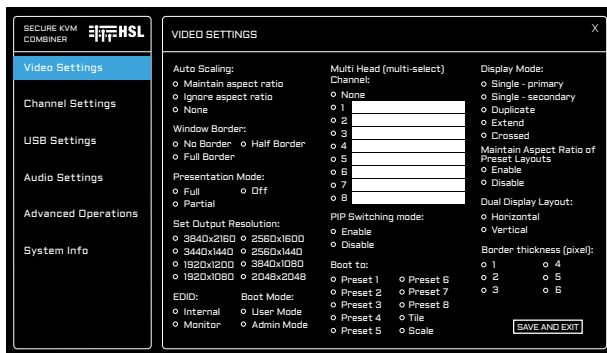 SECURE KVM
COMBINER
HSL
VIDEO SETTINGS
X
Video Settings
Channel Settings
USB Settings
Audio Settings
Advanced Operations
System Info
Auto Scaling:
Maintain aspect ratio
Ignore aspect ratio
None
Window Border:
No Border Half Border
Full Border
Presentation Mode:
Full Off
Partial
Set Output Resolution:
3840x2160 2560x1600
3440x1440 2560x1440
1920x1200 3840x1080
1920x1080 2048x2048
EDID: Boot Mode:
Internal User Mode
Monitor Admin Mode
Multi Head (multi-select)
Channel:
None
1
2
3
4
5
6
7
8
PIP Switching mode:
Enable
Disable
Boot to:
Preset 1 Preset 6
Preset 2 Preset 7
Preset 3 Preset 8
Preset 4 Tile
Preset 5 Scale
Display Mode:
Single - primary
Single - secondary
Duplicate
Extend
Crossed
Maintain Aspect Ratio of
Preset Layouts
Enable
Disable
Dual Display Layout:
Horizontal
Vertical
Border thickness (pixel):
1 4
2 5
3 6
SAVE AND EXIT